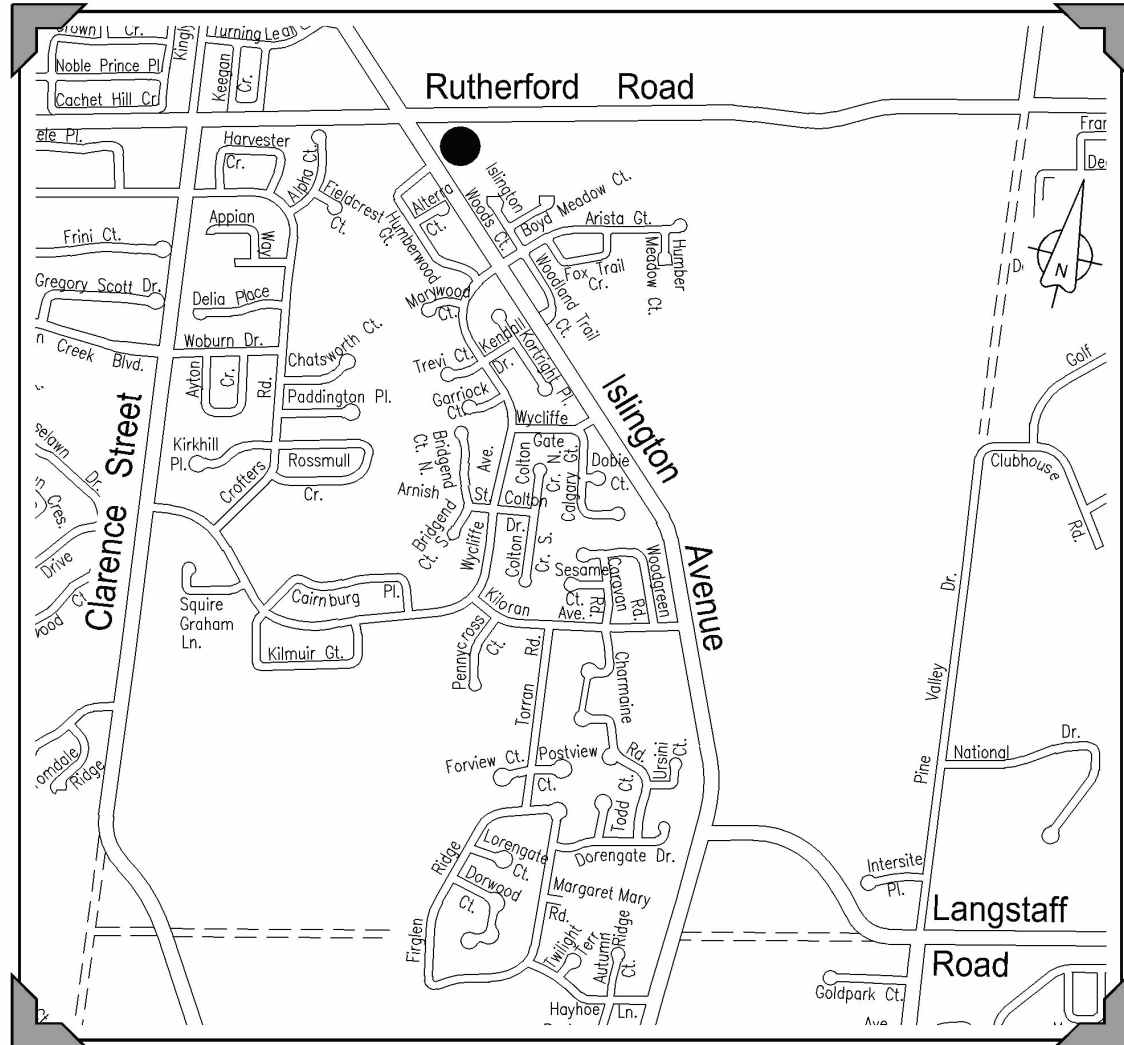 Cr.
Turning Leaf
Noble Prince Pl.
Keegan
Cr.
Cachet Hill Cr.
Rutherford Road
Harvester
Cr.
Alpha Ct.
Fieldcrest
Ct.
Appian
Way
Frini Ct.
Gregory Scott Dr.
Delia Place
Creek Blvd.
Woburn Dr.
Ayton
Cr.
Rd.
Chatsworth Ct.
Paddington Pl.
Kirkhill
Pl.
Rossmull
Cr.
Crofters
Clarence Street
Dr.
Cres.
Drive
Ct.
Squire
Graham
Ln.
Cairnburg Pl.
Kilmuir Gt.
Ridge
Alterra
Ct.
Humberwood
Ct.
Marywood
Ct.
Woods Ct.
Islington
Boyd Meadow Ct.
Arista Gt.
Fox Trail
Cr.
Humber
Meadow Ct.
Woodland Trail
Ct.
Trevi Ct.
Kendall
Dr.
Kortright Pl.
Garriock
Ct.
Wycliffe
Gate
Islington
Avenue
Bridgend
Ct. N.
Arnish
St.
Bridgend
Ct. S.
Wycliffe
Ave.
Colton
Cr. N.
Calgary Gt.
Dobie
Ct.
Colton
Dr.
Colton
Cr. S.
Sesame
Ct.
Caravan
Rd.
Woodgreen
Rd.
Kiloran
Ave.
Pennycross
Ct.
Torran
Rd.
Charmaine
Rd.
Forview Ct.
Postview
Ct.
Ursini
Ct.
Todd Ct.
Dorengate Dr.
Lorengate
Ct.
Dorwood
Ct.
Firglen
Ridge
Margaret Mary
Rd.
Twilight
Terr.
Autumn
Ridge
Ct.
Hayhoe
Ln.
N
Golf
Clubhouse
Rd.
Pine
Valley
Dr.
National
Dr.
Intersite
Pl.
Langstaff
Road
Goldpark Ct.
Ave.